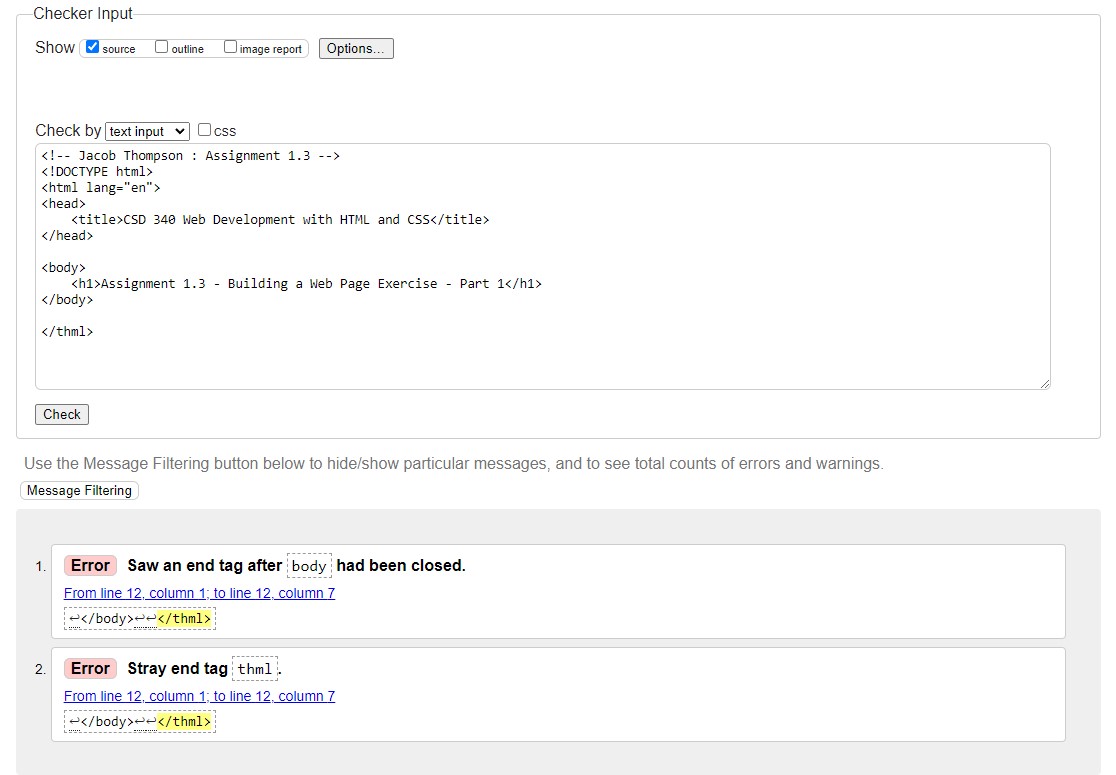 Checker Input
Show source outline image report Options...
Check by text input css
<!-- Jacob Thompson : Assignment 1.3 -->
<!DOCTYPE html>
<html lang="en">
<head>
    <title>CSD 340 Web Development with HTML and CSS</title>
</head>
<body>
    <h1>Assignment 1.3 - Building a Web Page Exercise - Part 1</h1>
</body>
</thml>
Check
Use the Message Filtering button below to hide/show particular messages, and to see total counts of errors and warnings.
Message Filtering
1. Error Saw an end tag after body had been closed.
From line 12, column 1; to line 12, column 7
↩</body>↩↩</thml>
2. Error Stray end tag thml.
From line 12, column 1; to line 12, column 7
↩</body>↩↩</thml>